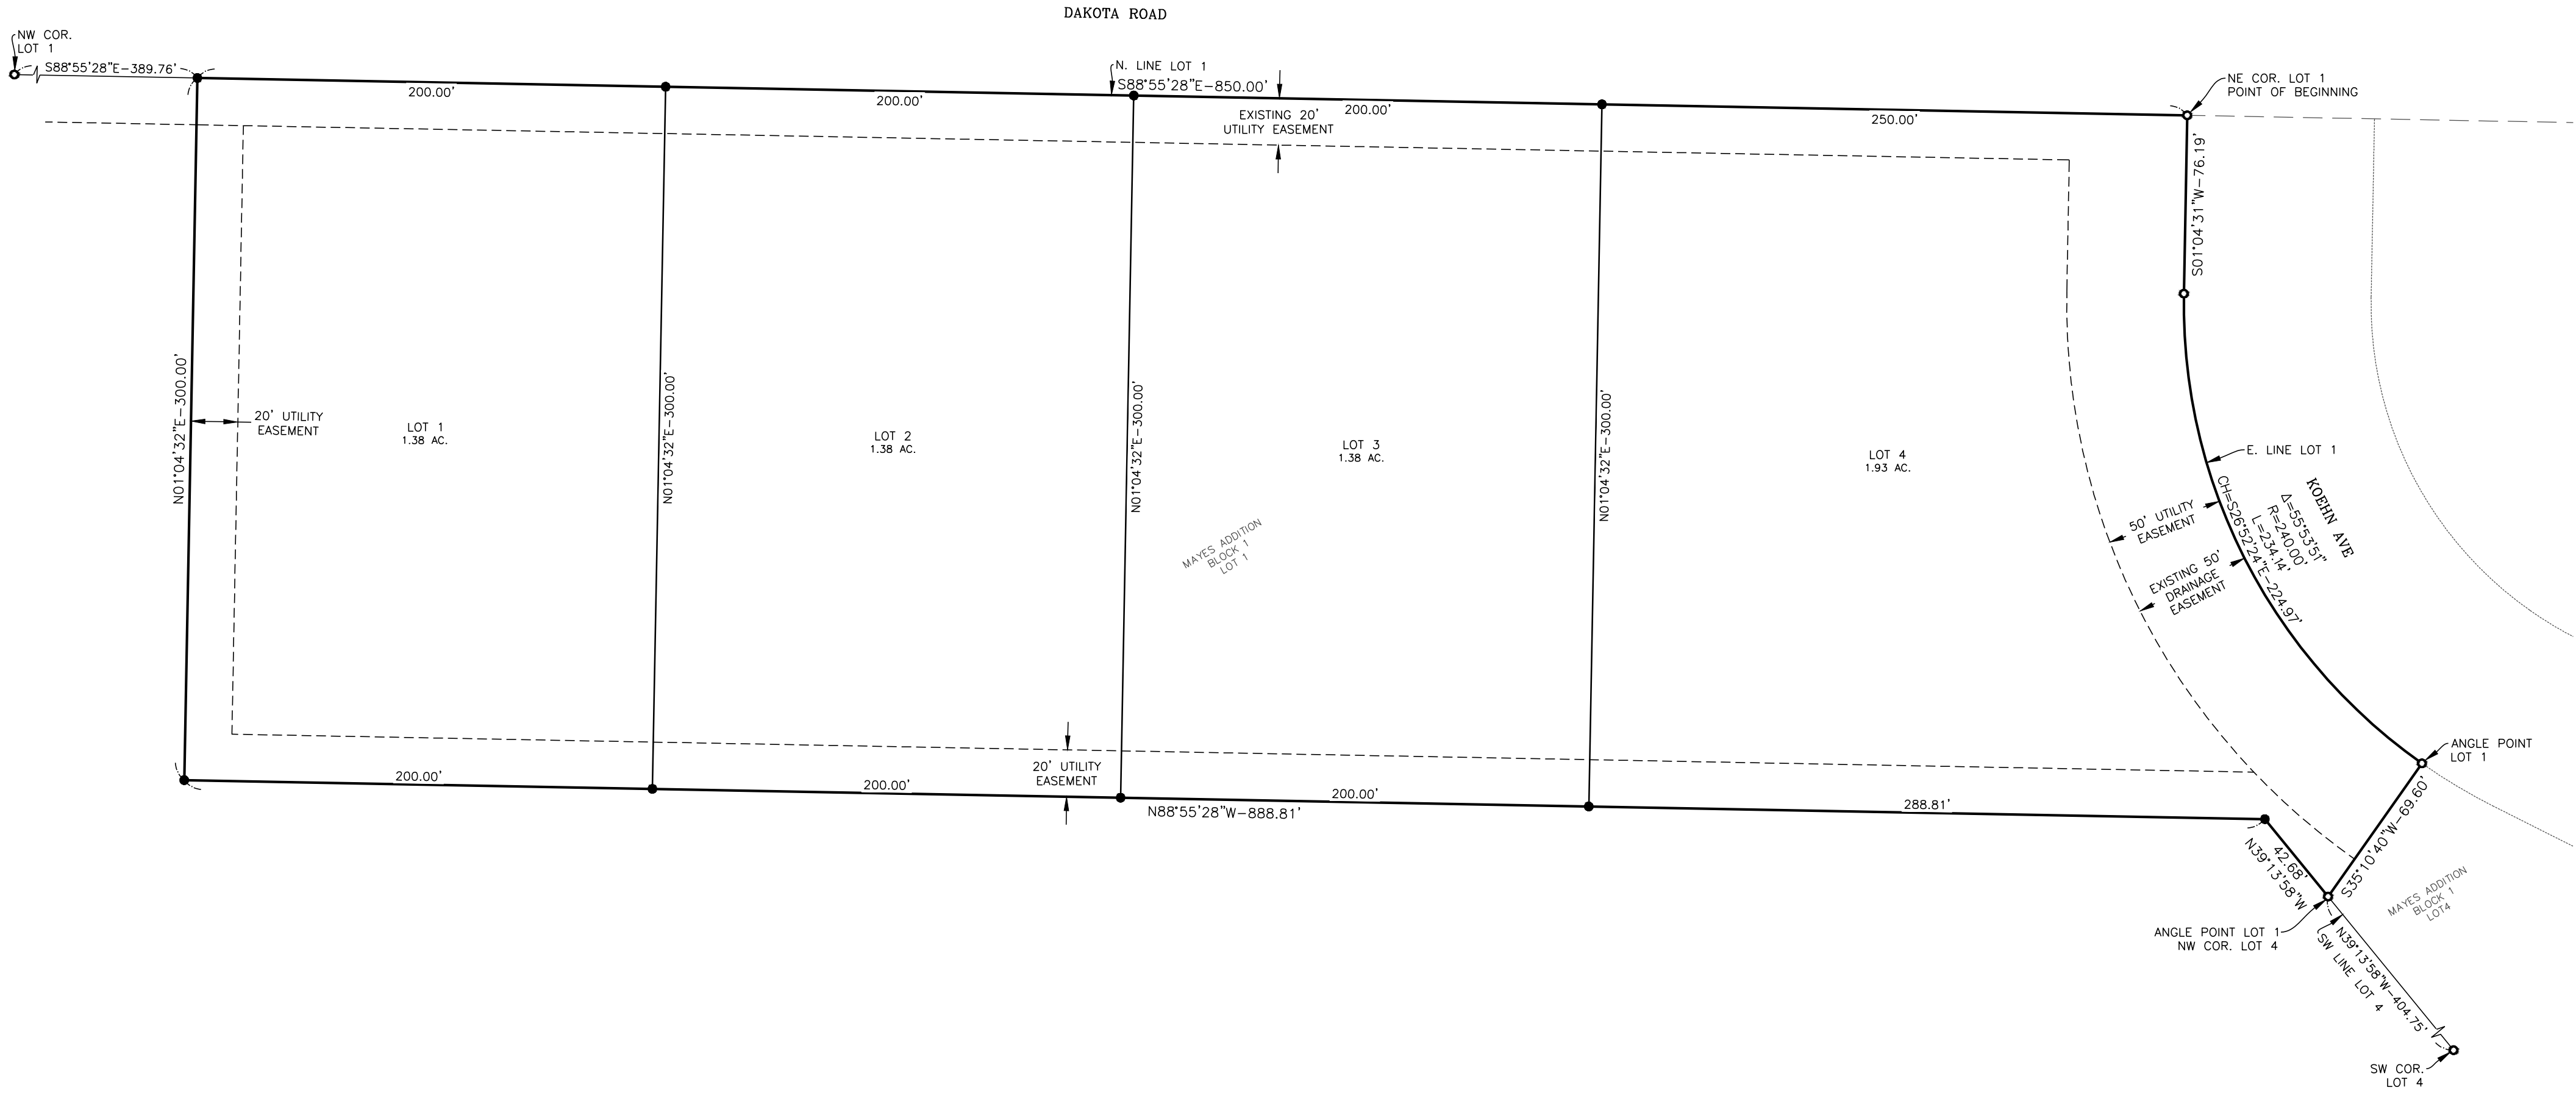 DAKOTA ROAD
NW COR.
LOT 1
S88°55'28"E-389.76'
N. LINE LOT 1
S88°55'28"E-850.00'
NE COR. LOT 1
POINT OF BEGINNING
200.00'
200.00'
200.00'
250.00'
EXISTING 20'
UTILITY EASEMENT
S01°04'31"W-76.19'
N01°04'32"E-300.00'
20' UTILITY
EASEMENT
LOT 1
1.38 AC.
N01°04'32"E-300.00'
LOT 2
1.38 AC.
N01°04'32"E-300.00'
LOT 3
1.38 AC.
N01°04'32"E-300.00'
LOT 4
1.93 AC.
MAYES ADDITION
BLOCK 1
LOT 1
E. LINE LOT 1
KOEHN AVE
Δ=55°53'51"
R=240.00'
L=234.14'
CH=S26°52'24"E-224.97'
50' UTILITY
EASEMENT
EXISTING 50'
DRAINAGE
EASEMENT
ANGLE POINT
LOT 1
200.00'
200.00'
20' UTILITY
EASEMENT
200.00'
288.81'
N88°55'28"W-888.81'
42.68'
N39°13'58"W
S35°10'40"W-69.60'
MAYES ADDITION
BLOCK 1
LOT4
ANGLE POINT LOT 1
NW COR. LOT 4
N39°13'58"W-404.75'
SW LINE LOT 4
SW COR.
LOT 4